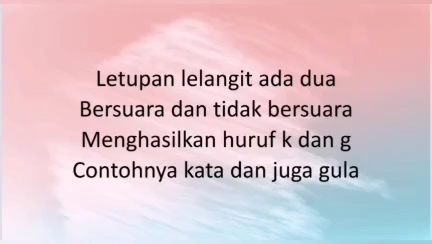 Letupan lelangit ada dua
Bersuara dan tidak bersuara
Menghasilkan huruf k dan g
Contohnya kata dan juga gula